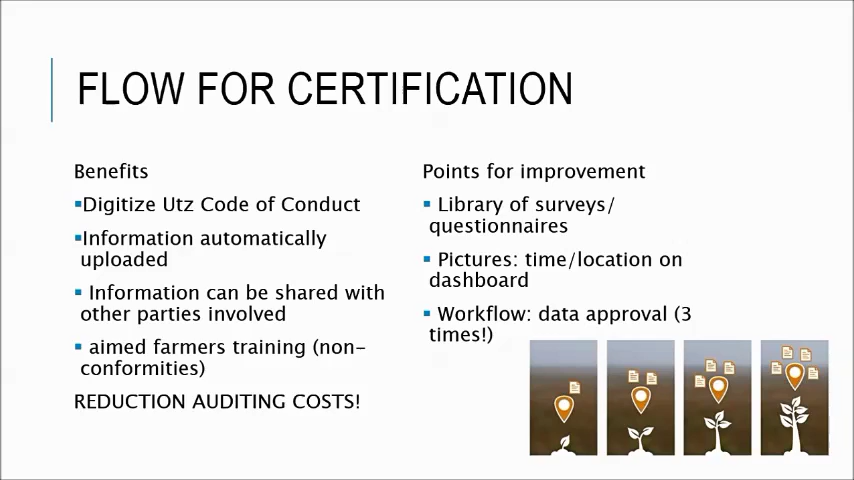 FLOW FOR CERTIFICATION
Benefits
▪Digitize Utz Code of Conduct
▪Information automatically
uploaded
▪ Information can be shared with
other parties involved
▪ aimed farmers training (non-
conformities)
REDUCTION AUDITING COSTS!
Points for improvement
▪ Library of surveys/
questionnaires
▪ Pictures: time/location on
dashboard
▪ Workflow: data approval (3
times!)